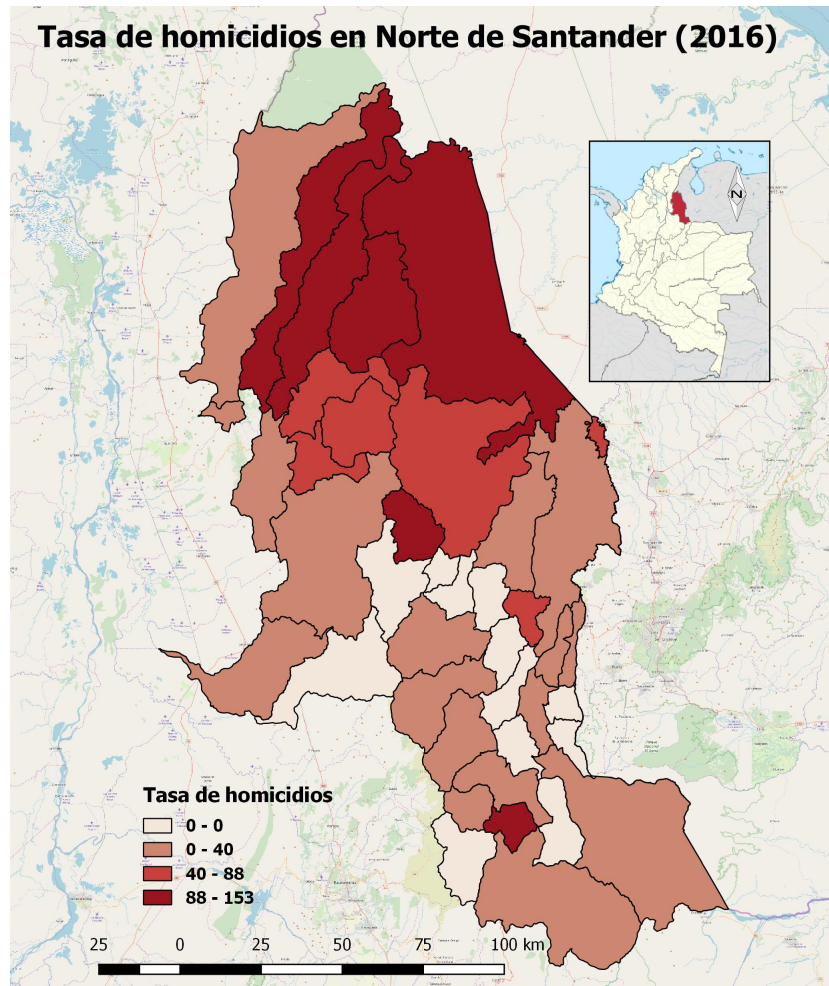 Tasa de homicidios en Norte de Santander (2016)
N
Tasa de homicidios
0 - 0
0 - 40
40 - 88
88 - 153
25 0 25 50 75 100 km